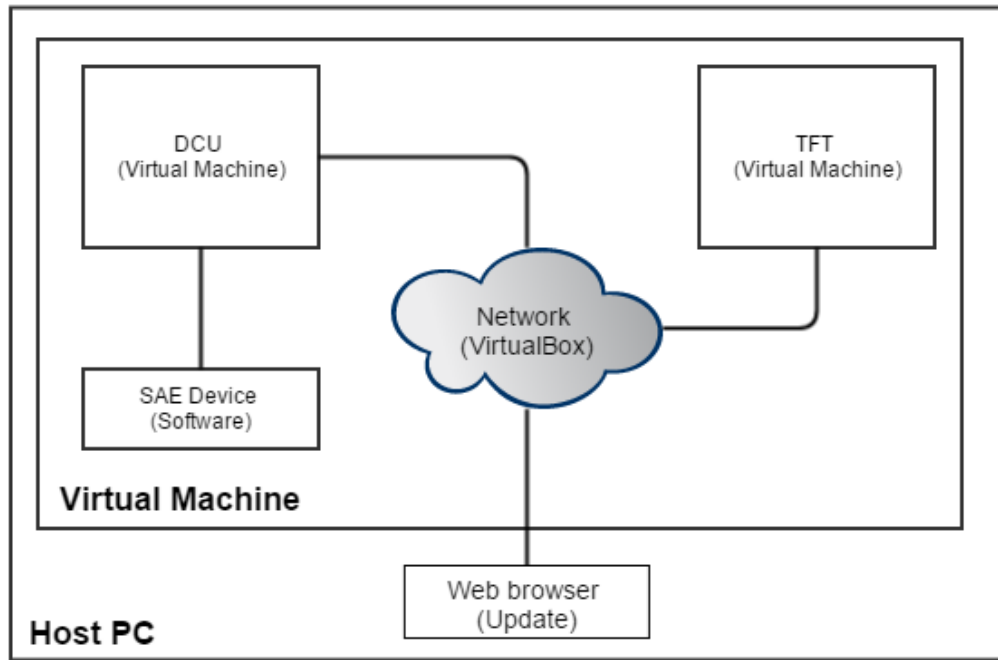 DCU
(Virtual Machine)
TFT
(Virtual Machine)
Network
(VirtualBox)
SAE Device
(Software)
Virtual Machine
Web browser
(Update)
Host PC